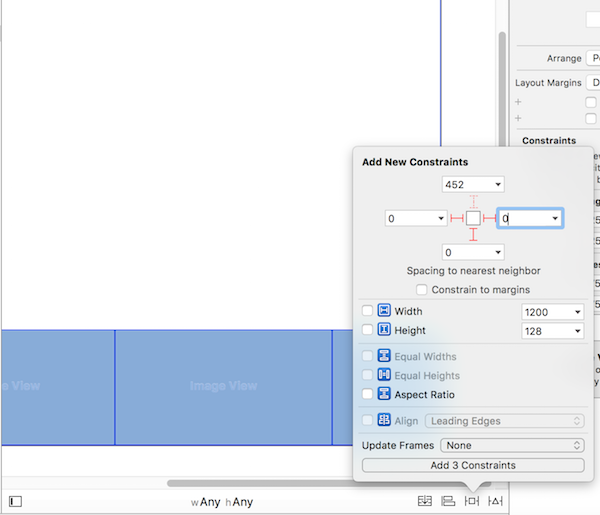 Arrange
Layout Margins
Constraints
Add New Constraints
452
0
0
0
Spacing to nearest neighbor
Constrain to margins
Width 1200
Height 128
Equal Widths
Equal Heights
Aspect Ratio
Align Leading Edges
Update Frames None
Add 3 Constraints
View
Image View
wAny hAny